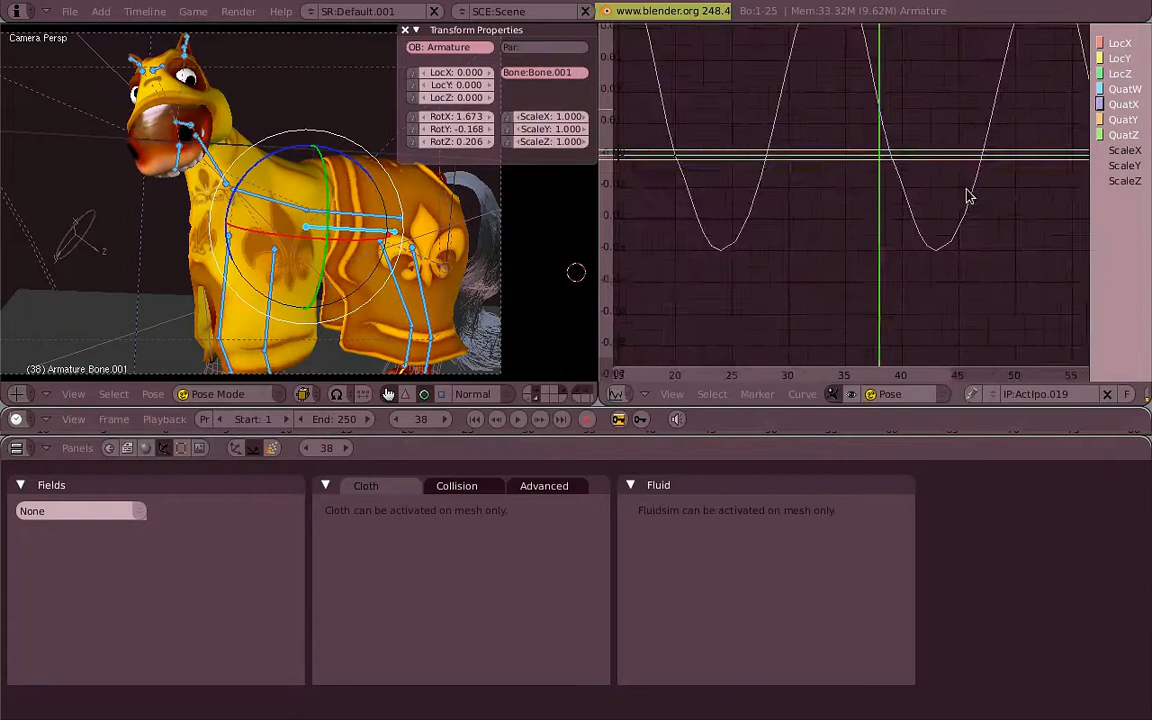 File Add Timeline Game Render Help SR:Default.001 SCE:Scene www.blender.org 248.4 Bo:1-25 | Mem:33.32M (9.62M) Armature
Camera Persp
Transform Properties
OB: Armature Par:
LocX: 0.000 Bone:Bone.001
LocY: 0.000
LocZ: 0.000
RotX: 1.673 ScaleX: 1.000
RotY: -0.168 ScaleY: 1.000
RotZ: 0.206 ScaleZ: 1.000
z
LocX
LocY
LocZ
QuatW
QuatX
QuatY
QuatZ
ScaleX
ScaleY
ScaleZ
(38) Armature Bone.001
20 25 30 35 40 45 50 55
View Select Pose Pose Mode Normal
View Select Marker Curve Pose IP:ActIpo.019 F
View Frame Playback Pr Start: 1 End: 250 38
Panels 38
Fields
None
Cloth Collision Advanced
Cloth can be activated on mesh only.
Fluid
Fluidsim can be activated on mesh only.